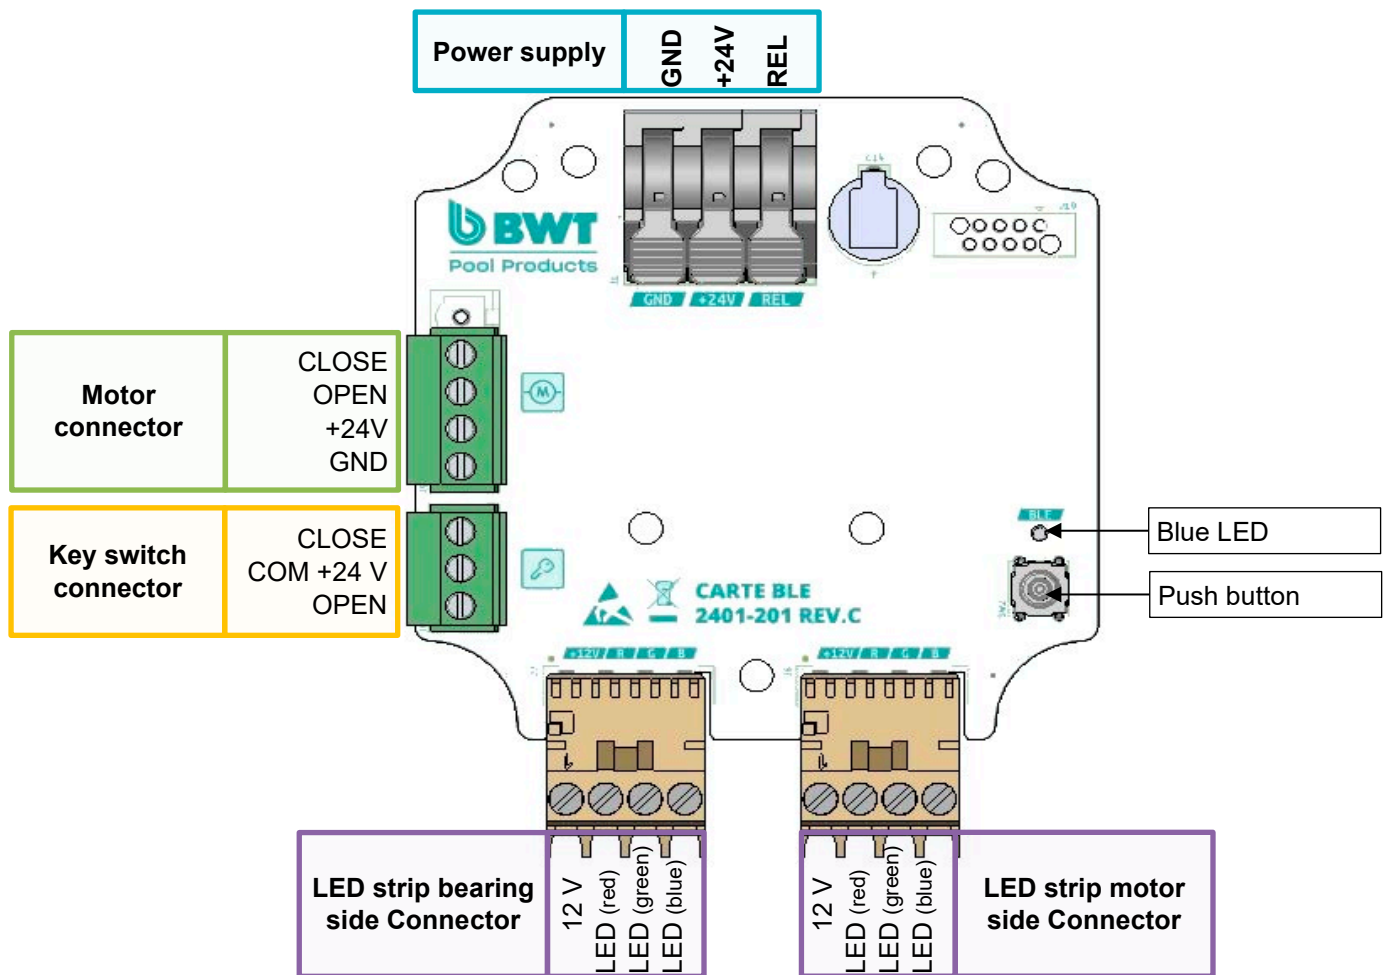 Power supply
GND
+24V
REL
BWT
Pool Products
GND +24V REL
Motor
connector
CLOSE
OPEN
+24V
GND
M
Key switch
connector
CLOSE
COM +24 V
OPEN
BLE
Blue LED
Push button
CARTE BLE
2401-201 REV.C
+12V R G B
+12V R G B
LED strip bearing
side Connector
12 V
LED (red)
LED (green)
LED (blue)
12 V
LED (red)
LED (green)
LED (blue)
LED strip motor
side Connector